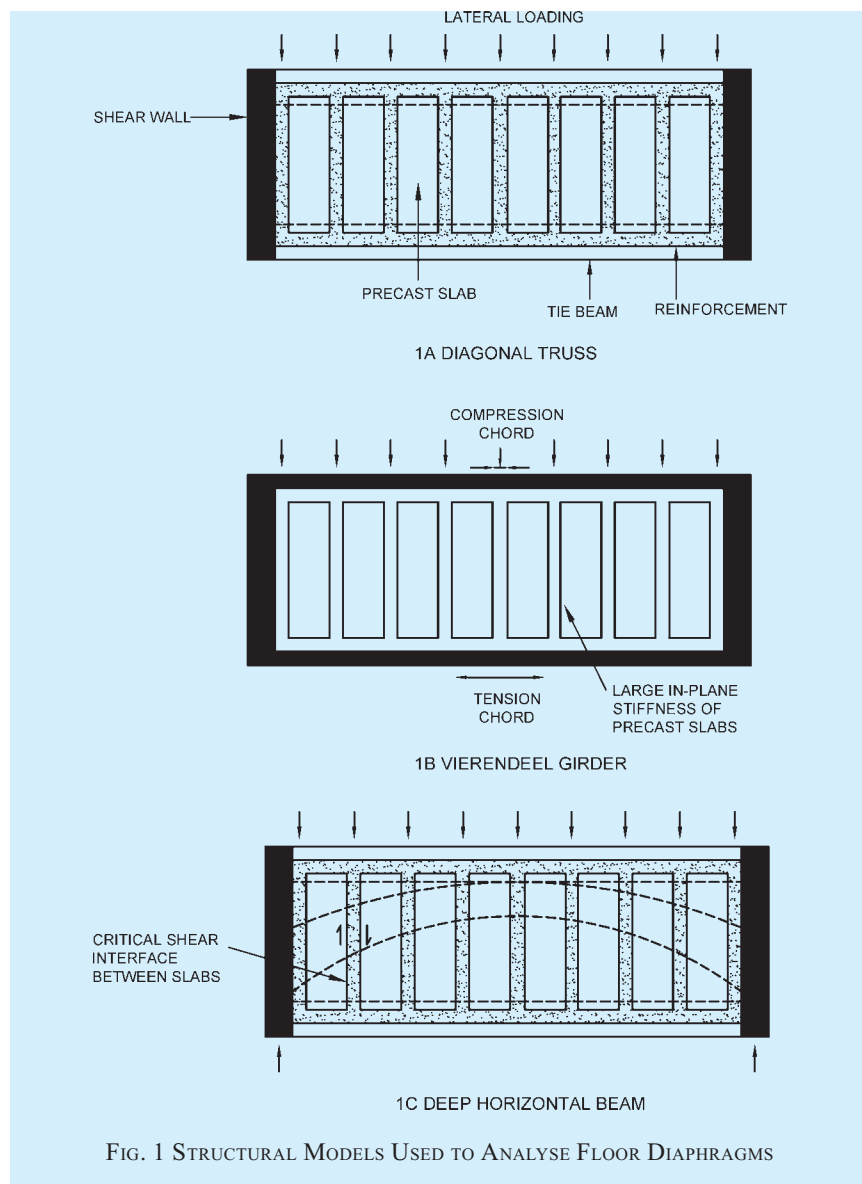 LATERAL LOADING
SHEAR WALL
PRECAST SLAB
TIE BEAM
REINFORCEMENT
1A DIAGONAL TRUSS
COMPRESSION
CHORD
TENSION
CHORD
LARGE IN-PLANE
STIFFNESS OF
PRECAST SLABS
1B VIERENDEEL GIRDER
CRITICAL SHEAR
INTERFACE
BETWEEN SLABS
1C DEEP HORIZONTAL BEAM
FIG. 1 STRUCTURAL MODELS USED TO ANALYSE FLOOR DIAPHRAGMS